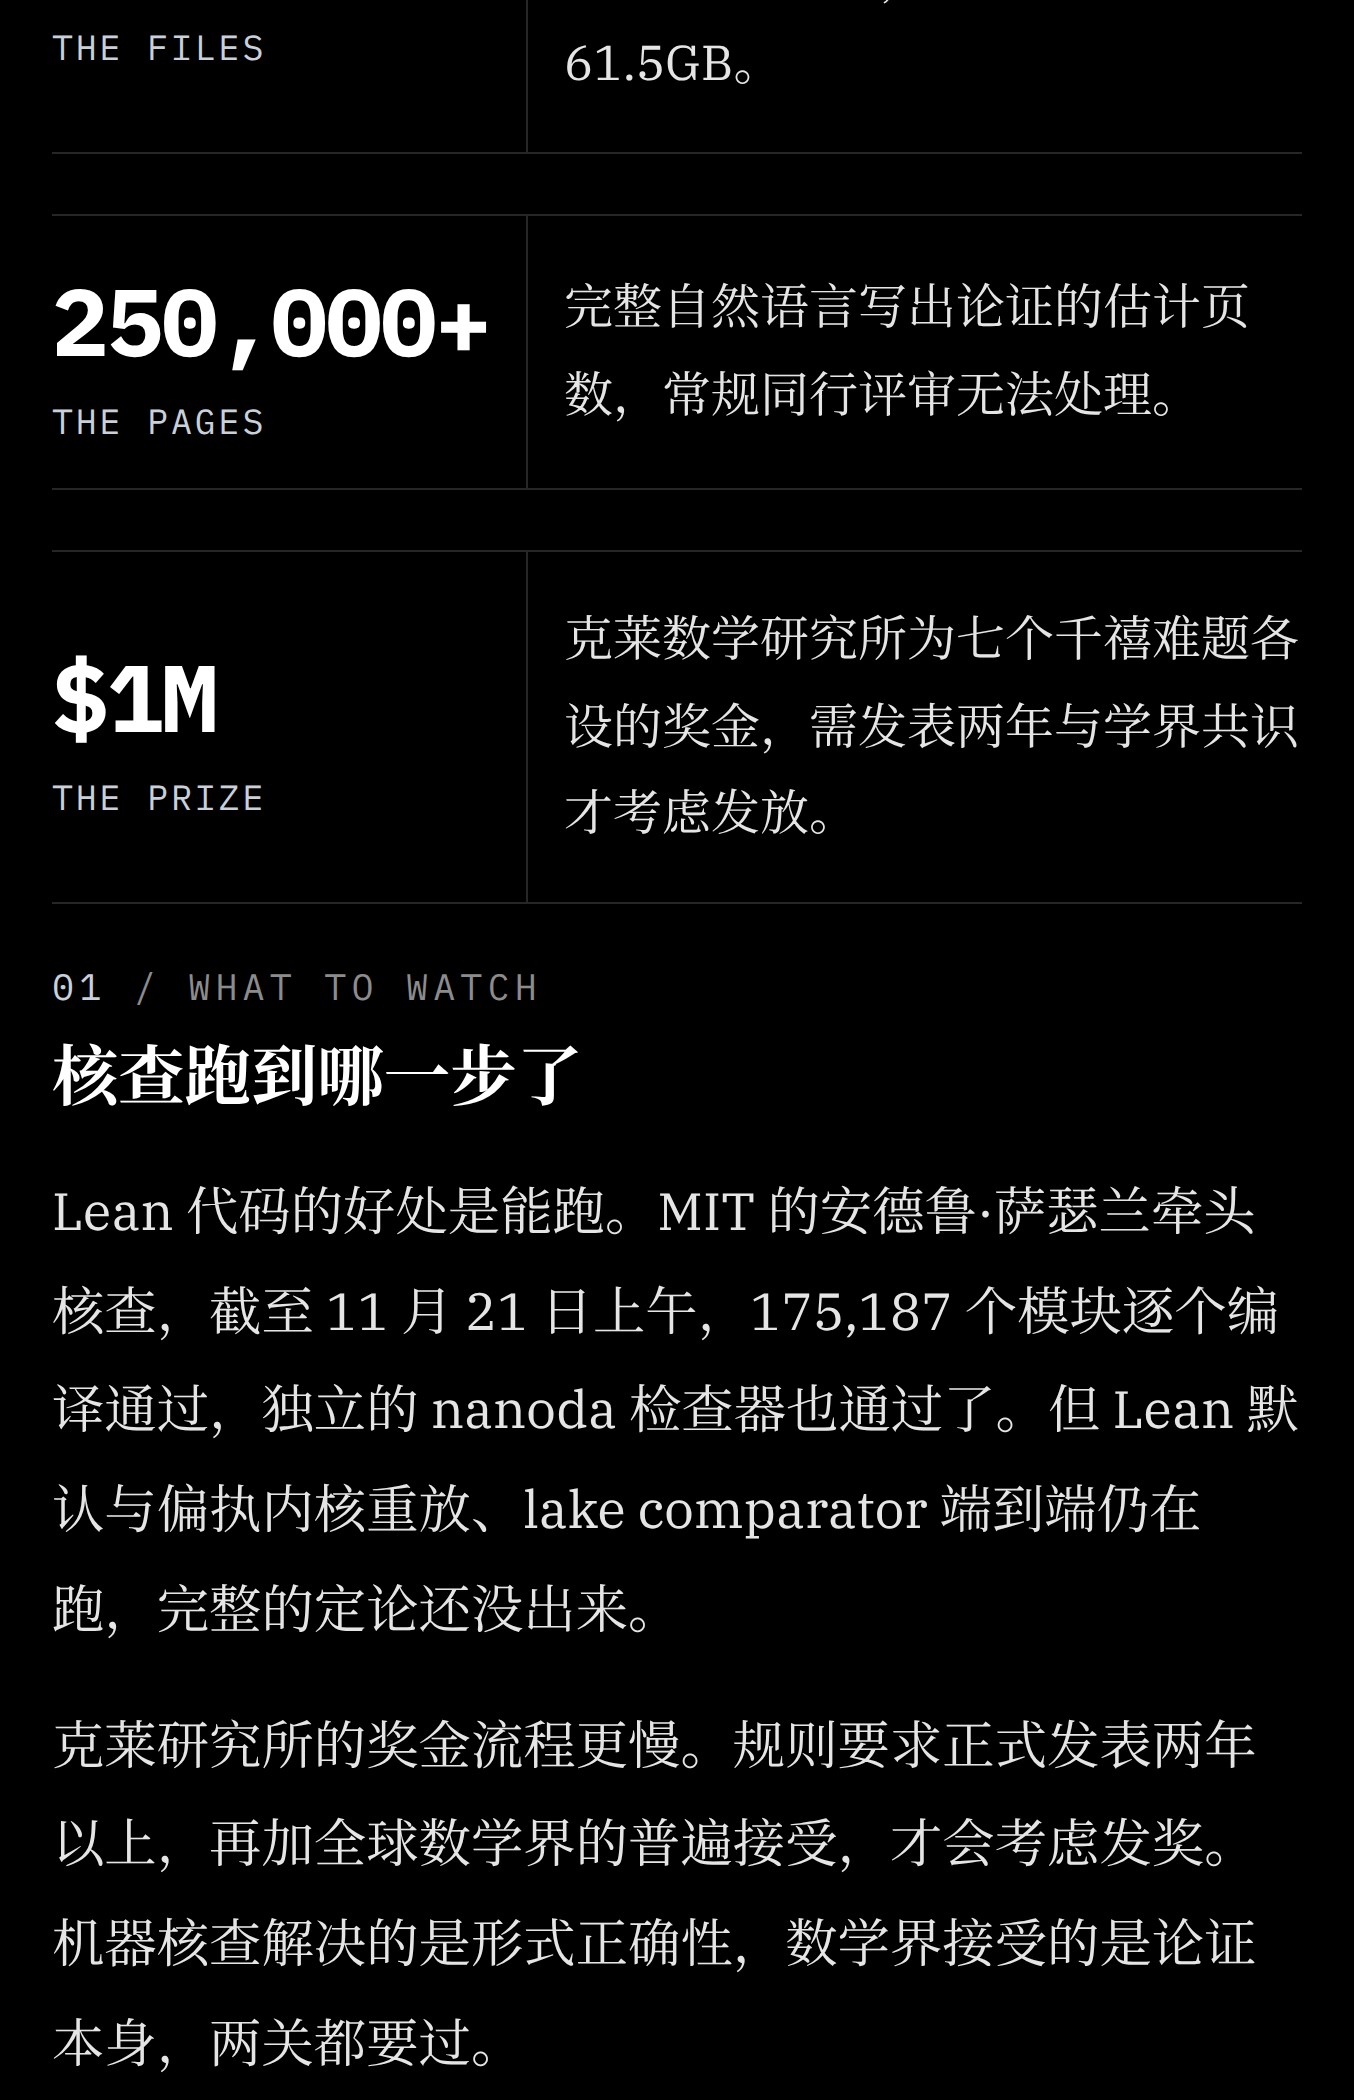 THE FILES
61.5GB。
250,000+
THE PAGES
完整自然语言写出论证的估计页
数，常规同行评审无法处理。
$1M
THE PRIZE
克莱数学研究所为七个千禧难题各
设的奖金，需发表两年与学界共识
才考虑发放。
01 / WHAT TO WATCH
核查跑到哪一步了
Lean 代码的好处是能跑。MIT 的安德鲁·萨瑟兰牵头
核查，截至 11 月 21 日上午，175,187 个模块逐个编
译通过，独立的 nanoda 检查器也通过了。但 Lean 默
认与偏执内核重放、lake comparator 端到端仍在
跑，完整的定论还没出来。
克莱研究所的奖金流程更慢。规则要求正式发表两年
以上，再加全球数学界的普遍接受，才会考虑发奖。
机器核查解决的是形式正确性，数学界接受的是论证
本身，两关都要过。